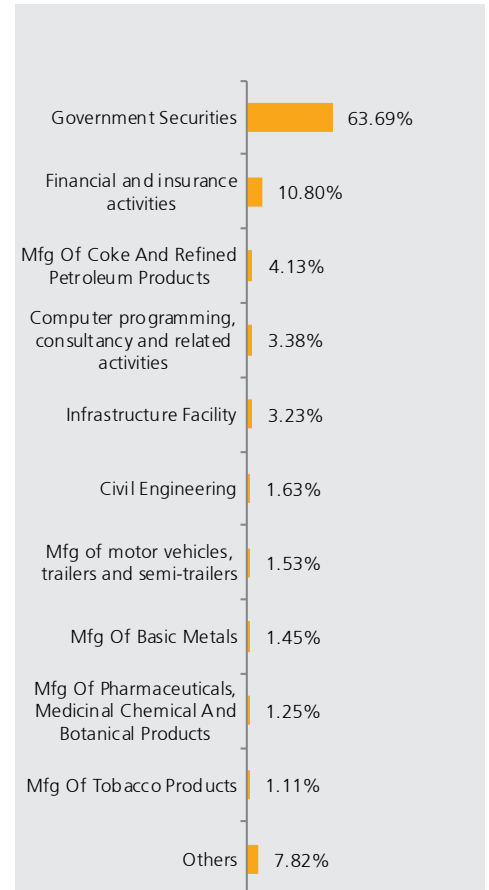 Government Securities 63.69%
Financial and insurance
activities 10.80%
Mfg Of Coke And Refined
Petroleum Products 4.13%
Computer programming,
consultancy and related
activities 3.38%
Infrastructure Facility 3.23%
Civil Engineering 1.63%
Mfg of motor vehicles,
trailers and semi-trailers 1.53%
Mfg Of Basic Metals 1.45%
Mfg Of Pharmaceuticals,
Medicinal Chemical And
Botanical Products 1.25%
Mfg Of Tobacco Products 1.11%
Others 7.82%